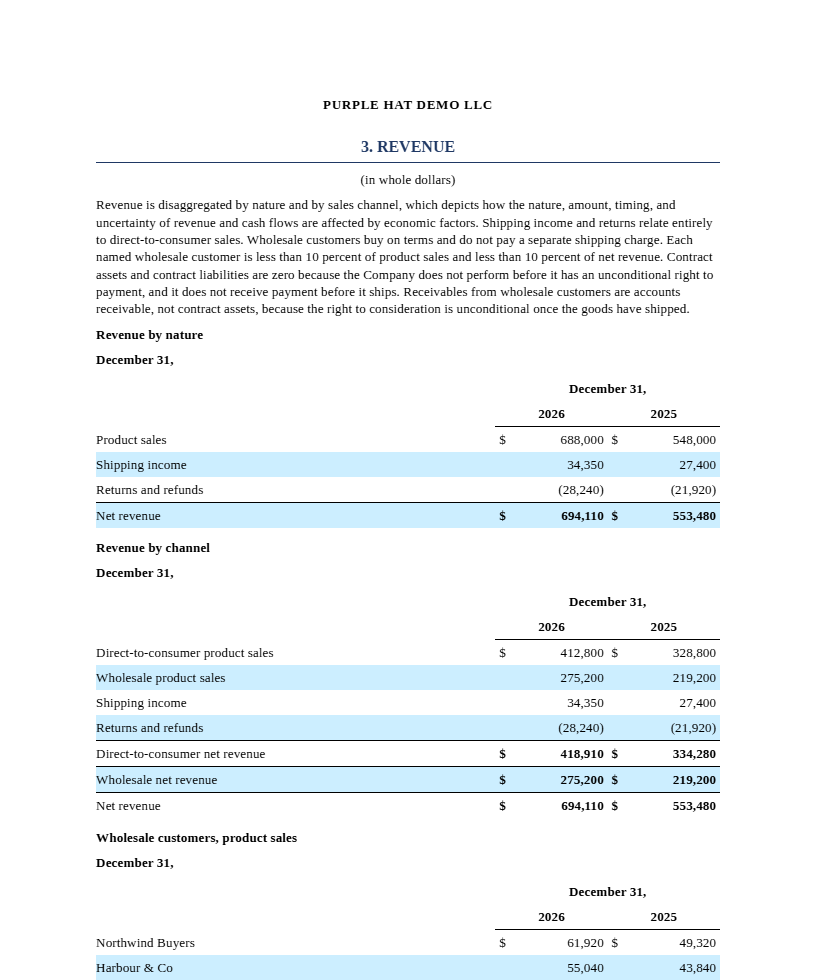 PURPLE HAT DEMO LLC
3. REVENUE
(in whole dollars)
Revenue is disaggregated by nature and by sales channel, which depicts how the nature, amount, timing, and
uncertainty of revenue and cash flows are affected by economic factors. Shipping income and returns relate entirely
to direct-to-consumer sales. Wholesale customers buy on terms and do not pay a separate shipping charge. Each
named wholesale customer is less than 10 percent of product sales and less than 10 percent of net revenue. Contract
assets and contract liabilities are zero because the Company does not perform before it has an unconditional right to
payment, and it does not receive payment before it ships. Receivables from wholesale customers are accounts
receivable, not contract assets, because the right to consideration is unconditional once the goods have shipped.
Revenue by nature
December 31,
December 31,
2026 2025
Product sales $ 688,000 $ 548,000
Shipping income 34,350 27,400
Returns and refunds (28,240) (21,920)
Net revenue $ 694,110 $ 553,480
Revenue by channel
December 31,
December 31,
2026 2025
Direct-to-consumer product sales $ 412,800 $ 328,800
Wholesale product sales 275,200 219,200
Shipping income 34,350 27,400
Returns and refunds (28,240) (21,920)
Direct-to-consumer net revenue $ 418,910 $ 334,280
Wholesale net revenue $ 275,200 $ 219,200
Net revenue $ 694,110 $ 553,480
Wholesale customers, product sales
December 31,
December 31,
2026 2025
Northwind Buyers $ 61,920 $ 49,320
Harbour & Co 55,040 43,840